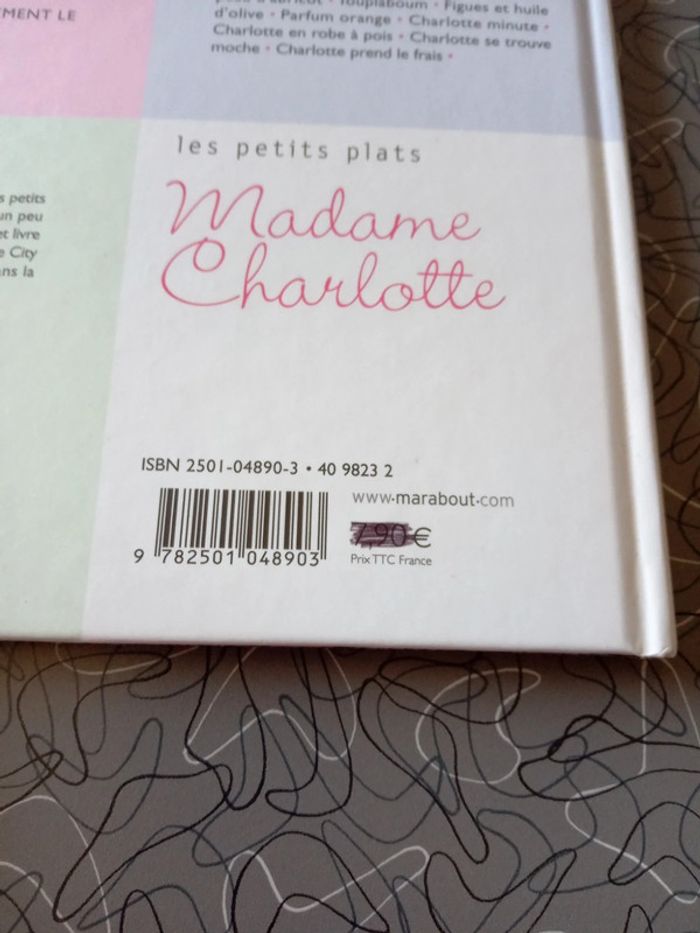 EMENT LE
Touplaboum • Figues et huile
d'olive • Parfum orange • Charlotte minute •
Charlotte en robe à pois • Charlotte se trouve
moche • Charlotte prend le frais •
s petits
un peu
et livre
e City
ans la
les petits plats
Madame
Charlotte
ISBN 2501-04890-3 • 40 9823 2
www.marabout.com
7,90 €
Prix TTC France
9 782501 048903